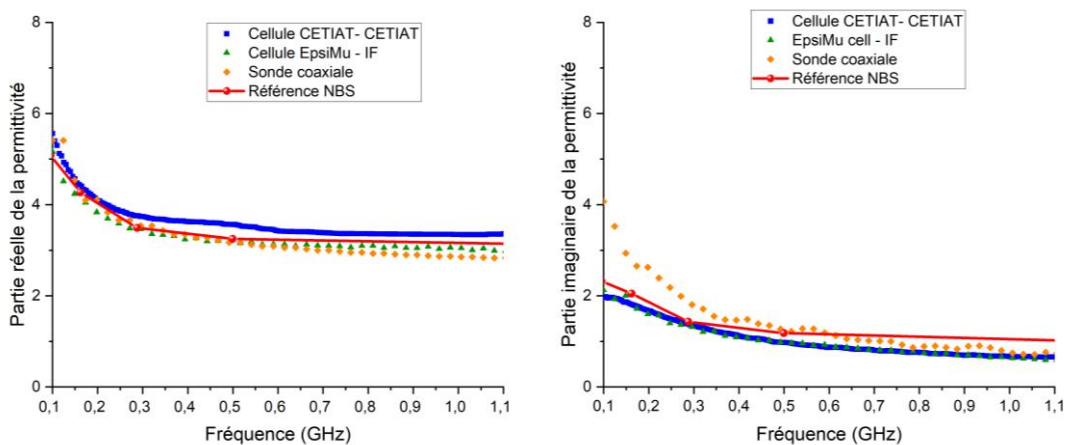 Cellule CETIAT- CETIAT
Cellule EpsiMu - IF
Sonde coaxiale
Référence NBS
Partie réelle de la permittivité
8
6
4
2
0
0,1 0,2 0,3 0,4 0,5 0,6 0,7 0,8 0,9 1,0 1,1
Fréquence (GHz)
Cellule CETIAT- CETIAT
EpsiMu cell - IF
Sonde coaxiale
Référence NBS
Partie imaginaire de la permittivité
8
6
4
2
0
0,1 0,2 0,3 0,4 0,5 0,6 0,7 0,8 0,9 1,0 1,1
Fréquence (GHz)